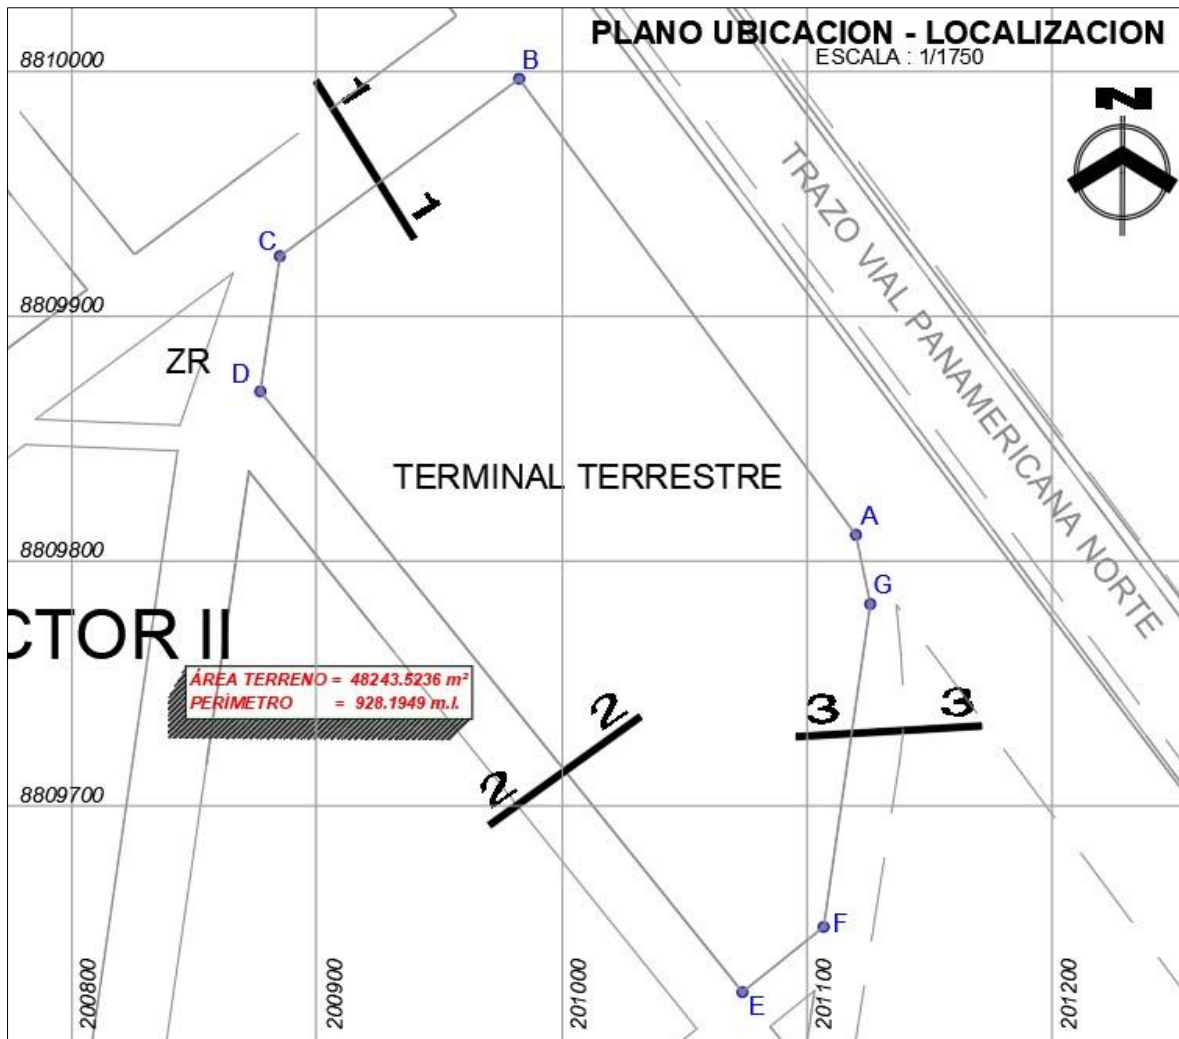 PLANO UBICACION - LOCALIZACION
ESCALA : 1/1750
8810000
B
N
1
1
TRAZO VIAL PANAMERICANA NORTE
C
8809900
ZR
D
TERMINAL TERRESTRE
A
8809800
G
CTOR II
ÁREA TERRENO = 48243.5236 m²
PERÍMETRO = 928.1949 m.l.
2
2
3
3
8809700
F
E
200800
200900
201000
201100
201200